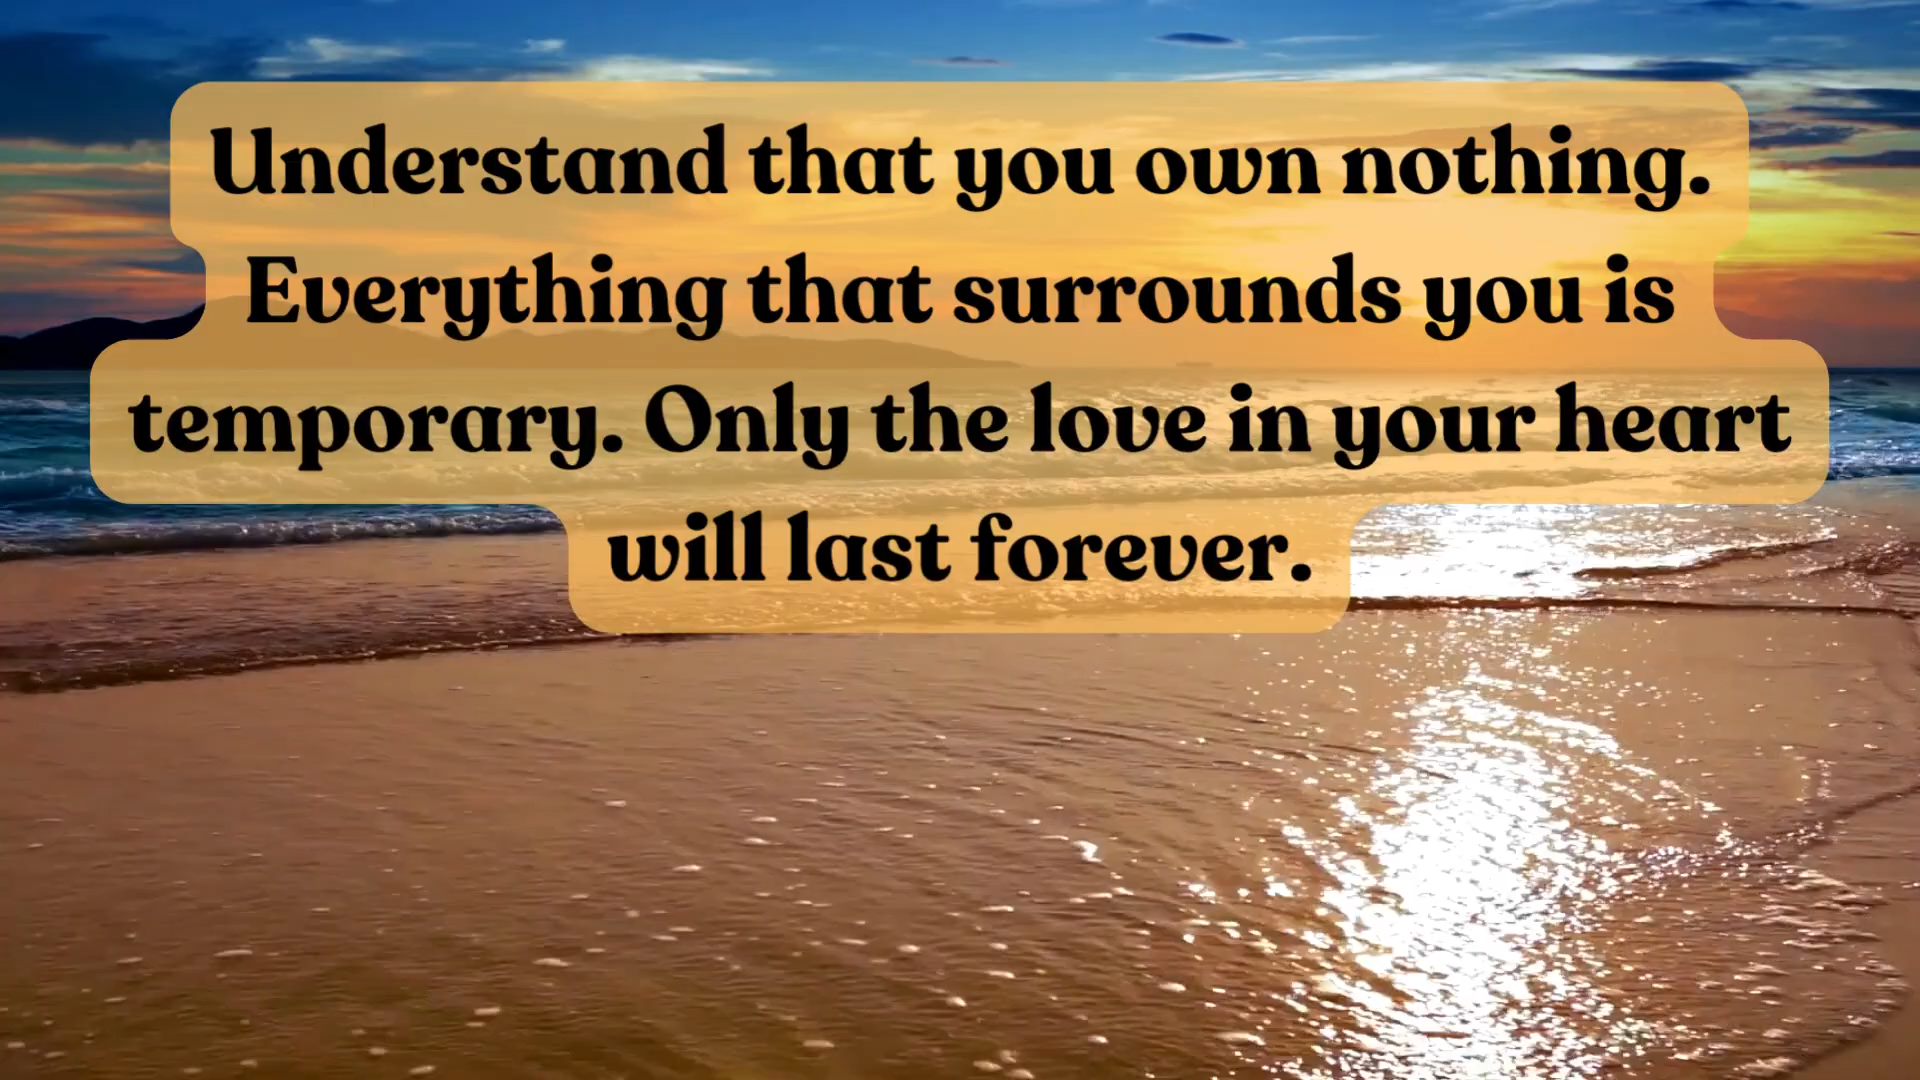 Understand that you own nothing.
Everything that surrounds you is
temporary. Only the love in your heart
will last forever.